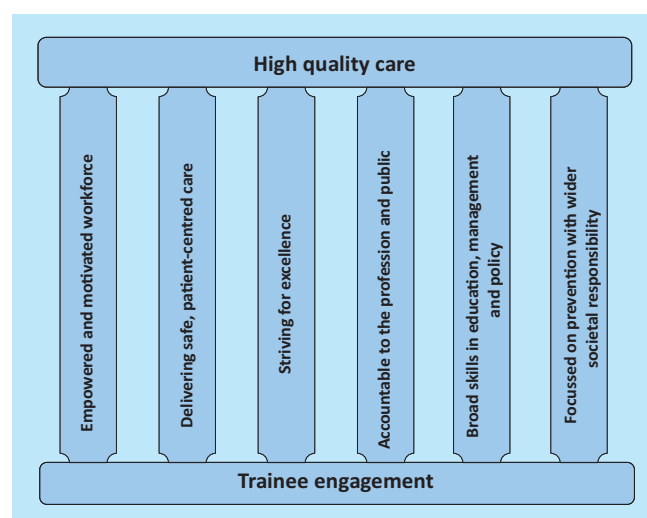 High quality care
Empowered and motivated workforce
Delivering safe, patient-centred care
Striving for excellence
Accountable to the profession and public
Broad skills in education, management
and policy
Focussed on prevention with wider
societal responsibility
Trainee engagement